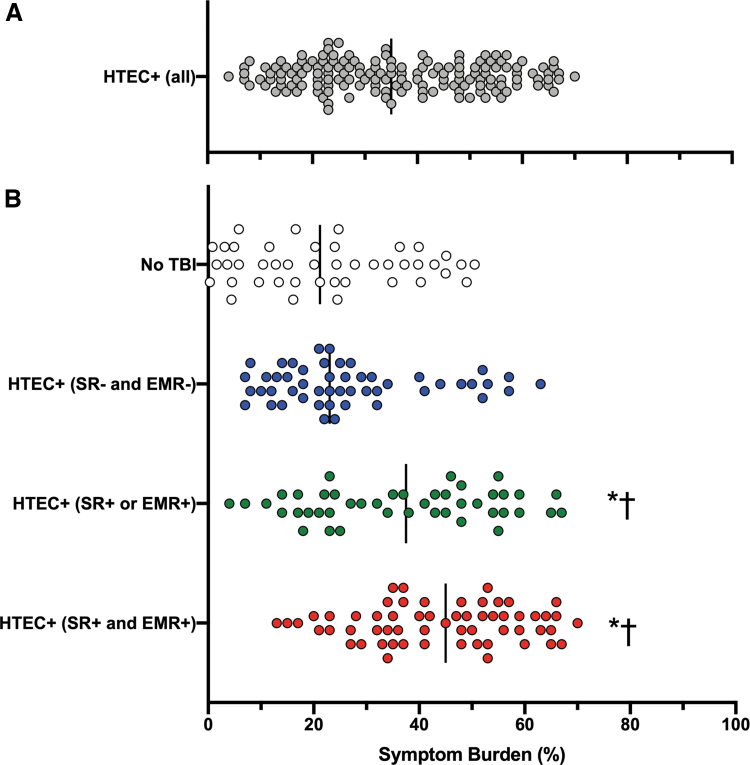 A
HTEC+ (all)
B
No TBI
HTEC+ (SR- and EMR-)
HTEC+ (SR+ or EMR+)
*†
HTEC+ (SR+ and EMR+)
*†
0 20 40 60 80 100
Symptom Burden (%)